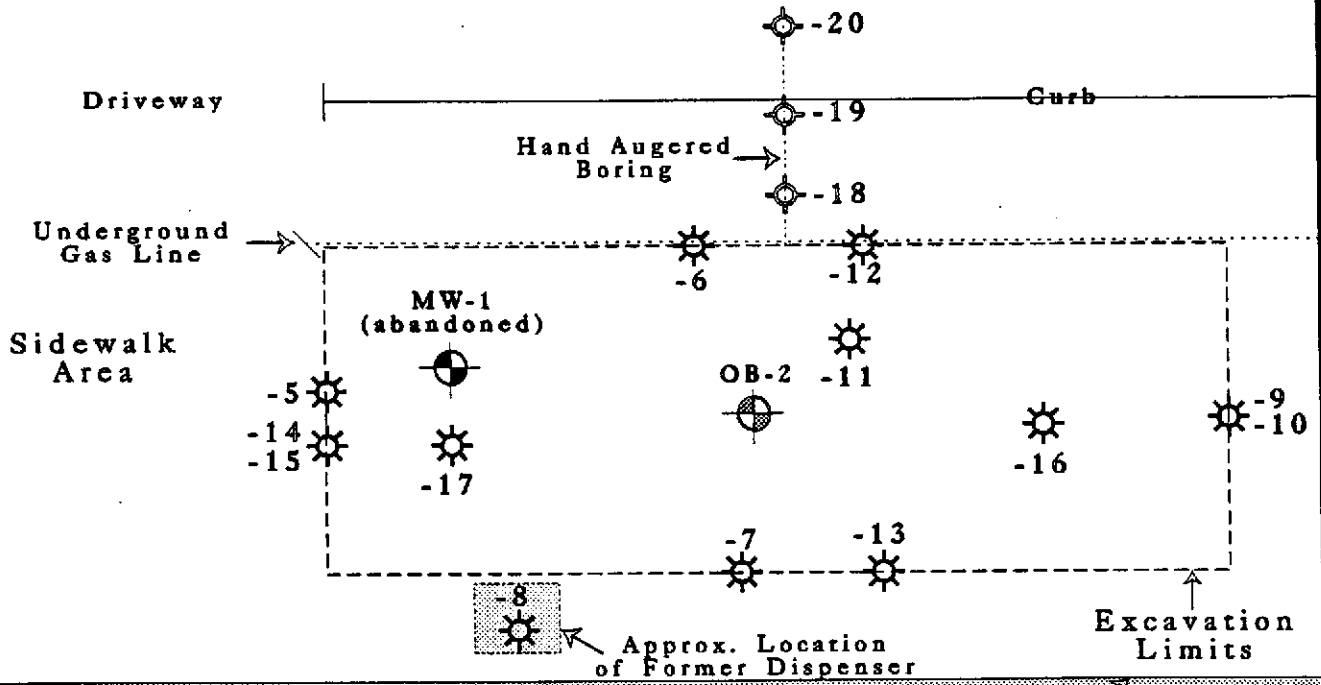 -20
Driveway
Curb
-19
Hand Augered
Boring
-18
Underground
Gas Line
-6
-12
MW-1
(abandoned)
Sidewalk
Area
-11
OB-2
-5
-9
-14
-10
-15
-16
-17
-7
-13
-8
Approx. Location
of Former Dispenser
Excavation
Limits